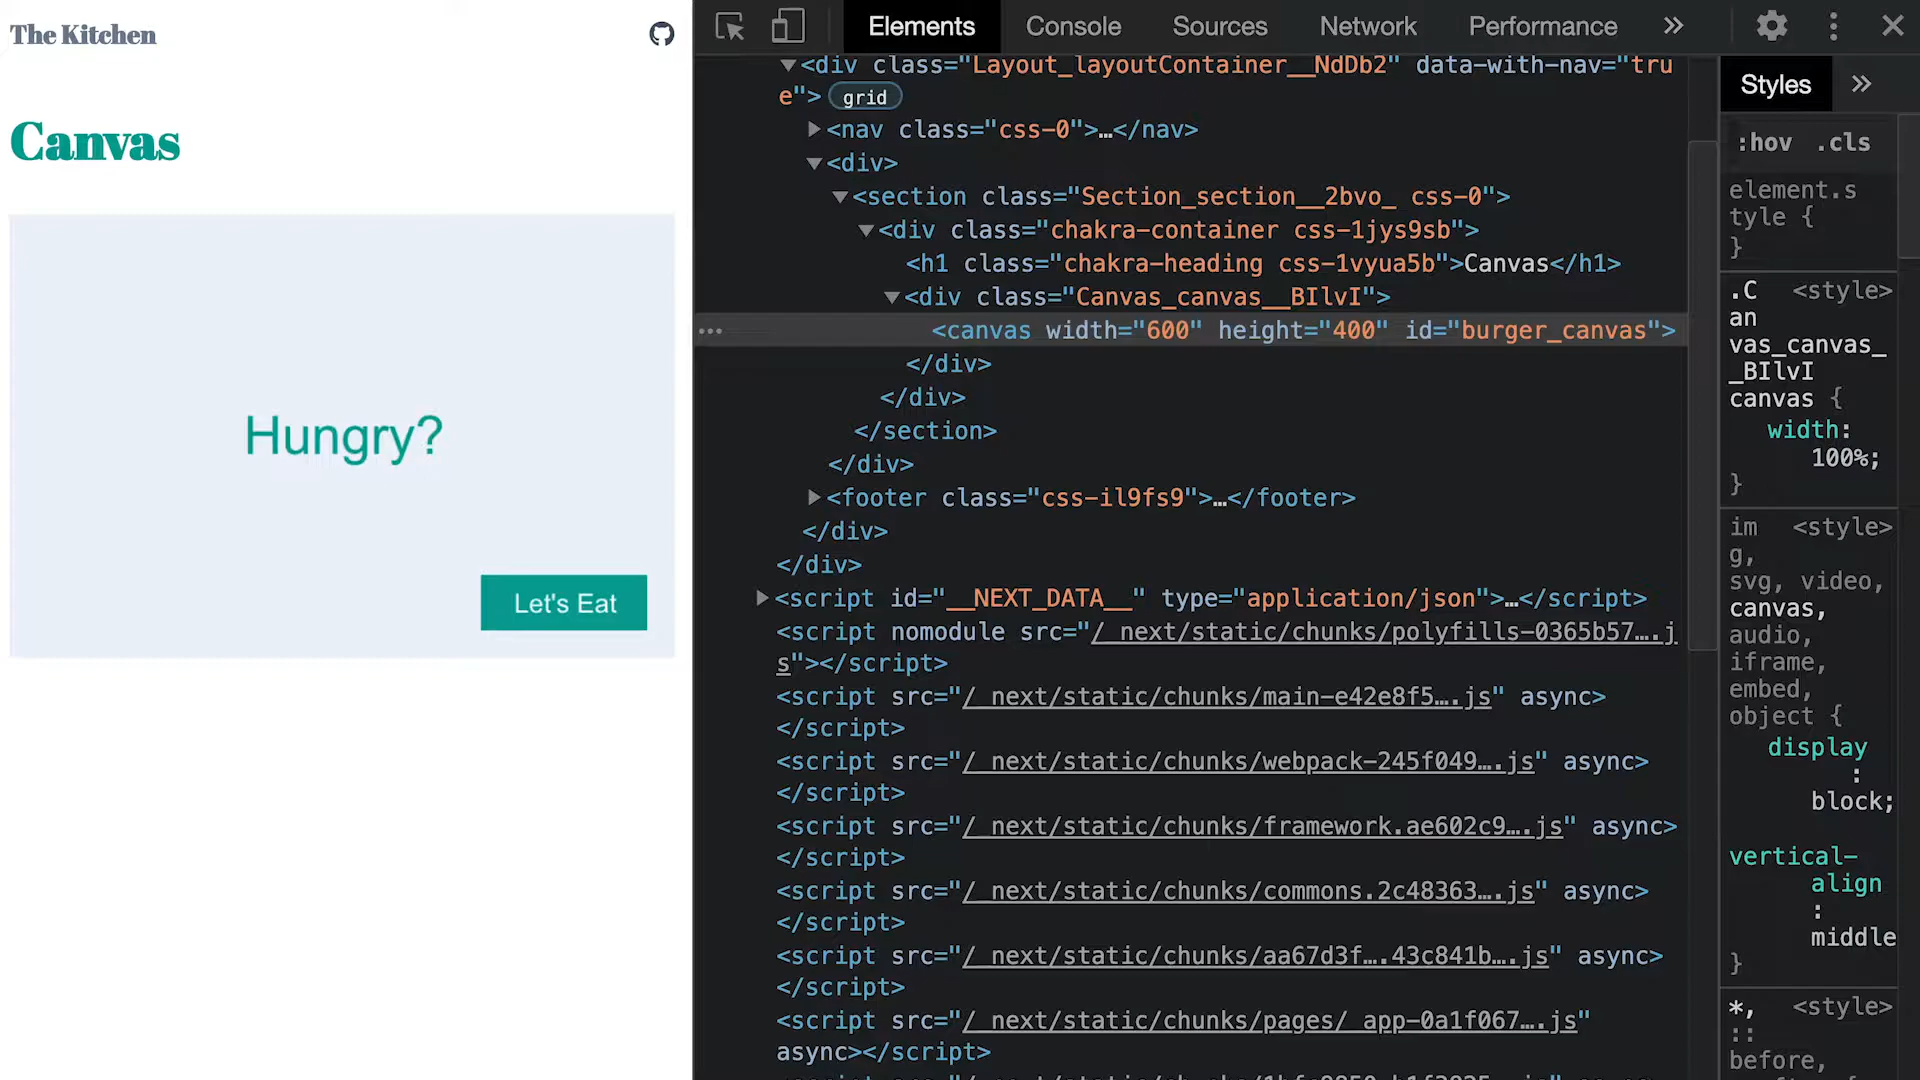 The Kitchen
Canvas
Hungry?
Let's Eat
Elements Console Sources Network Performance »
<div class="Layout_layoutContainer__NdDb2" data-with-nav="tru
e"> grid
<nav class="css-0">…</nav>
<div>
<section class="Section_section__2bvo_ css-0">
<div class="chakra-container css-1jys9sb">
<h1 class="chakra-heading css-1vyua5b">Canvas</h1>
<div class="Canvas_canvas__BIlvI">
<canvas width="600" height="400" id="burger_canvas">
</div>
</div>
</section>
</div>
<footer class="css-il9fs9">…</footer>
</div>
</div>
<script id="__NEXT_DATA__" type="application/json">…</script>
<script nomodule src="/_next/static/chunks/polyfills-0365b57….j
s"></script>
<script src="/_next/static/chunks/main-e42e8f5….js" async>
</script>
<script src="/_next/static/chunks/webpack-245f049….js" async>
</script>
<script src="/_next/static/chunks/framework.ae602c9….js" async>
</script>
<script src="/_next/static/chunks/commons.2c48363….js" async>
</script>
<script src="/_next/static/chunks/aa67d3f….43c841b….js" async>
</script>
<script src="/_next/static/chunks/pages/_app-0a1f067….js"
async></script>
Styles »
:hov .cls
element.s
tyle {
}
.C <style>
an
vas_canvas_
_BIlvI
canvas {
width:
100%;
}
im <style>
g,
svg, video,
canvas,
audio,
iframe,
embed,
object {
display
:
block;
vertical-
align
:
middle
}
*, <style>
::
before,